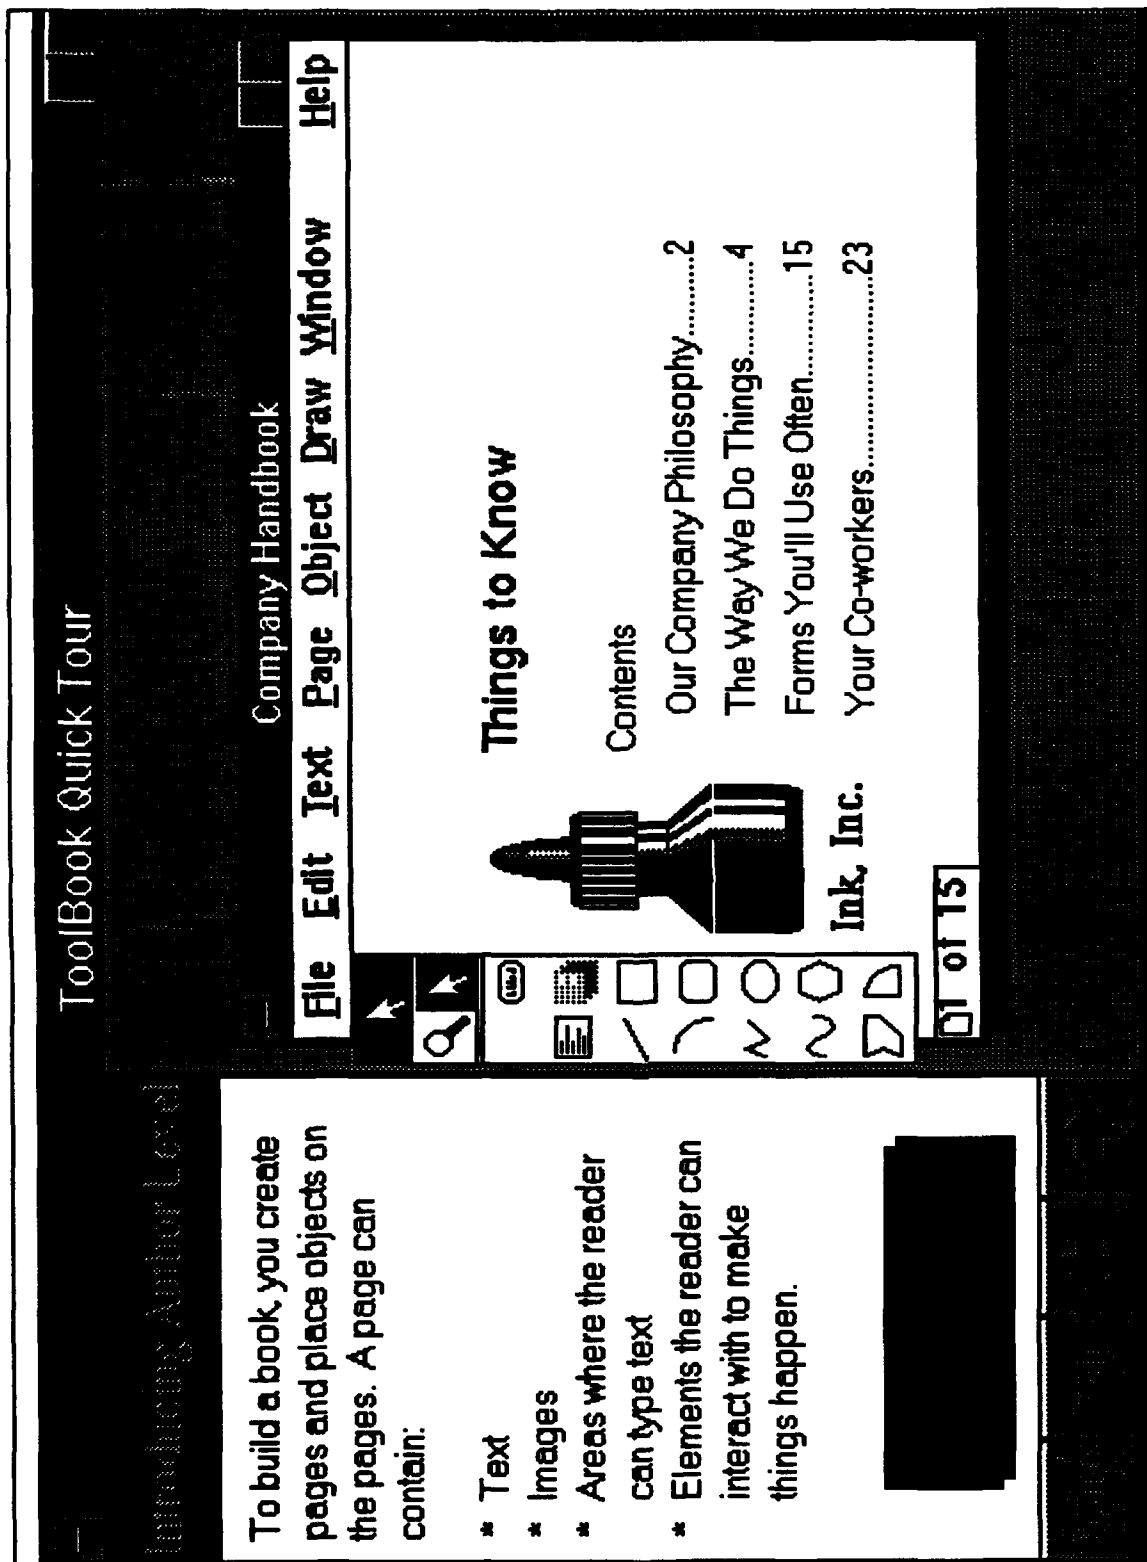 ToolBook Quick Tour
Introducing Author Level
To build a book, you create
pages and place objects on
the pages. A page can
contain:
* Text
* Images
* Areas where the reader
can type text
* Elements the reader can
interact with to make
things happen.
Company Handbook
File Edit Text Page Object Draw Window Help
Things to Know
Contents
Our Company Philosophy..........2
The Way We Do Things............4
Forms You'll Use Often............15
Your Co-workers........................23
Ink, Inc.
1 of 15